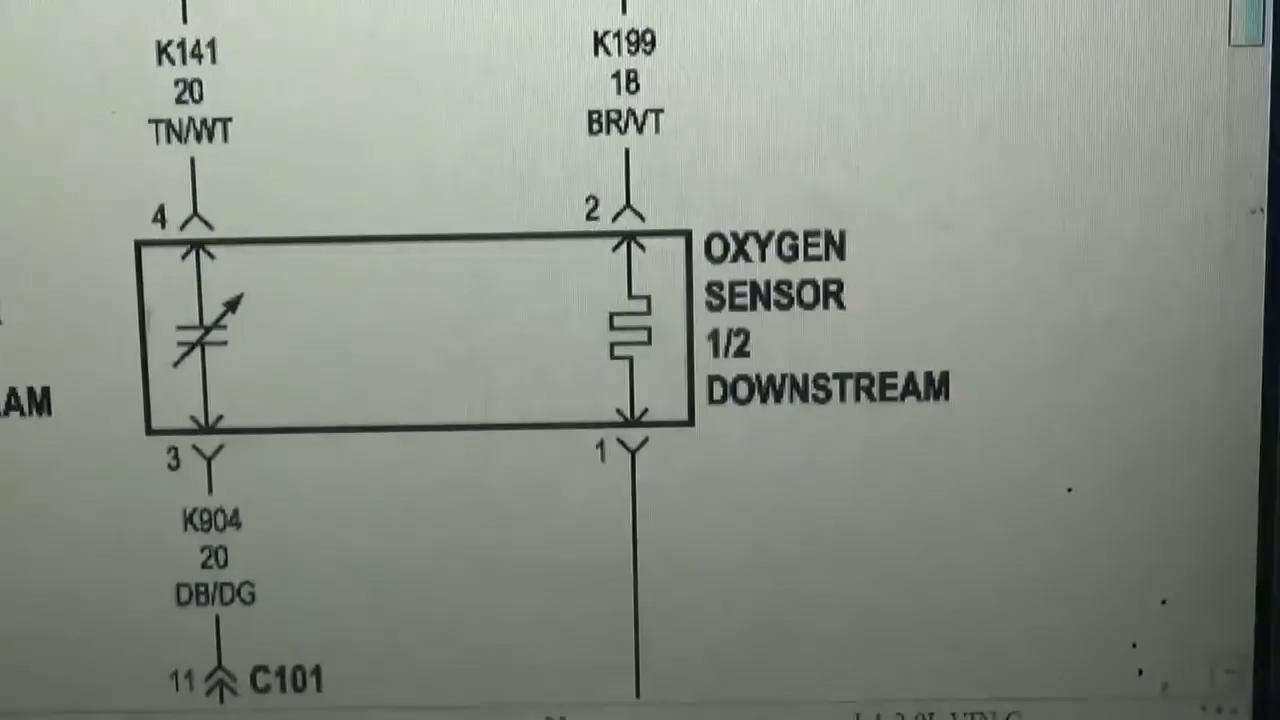 K141
20
TN/WT
K199
18
BR/VT
4
2
OXYGEN
SENSOR
1/2
DOWNSTREAM
AM
3
1
K904
20
DB/DG
11
C101